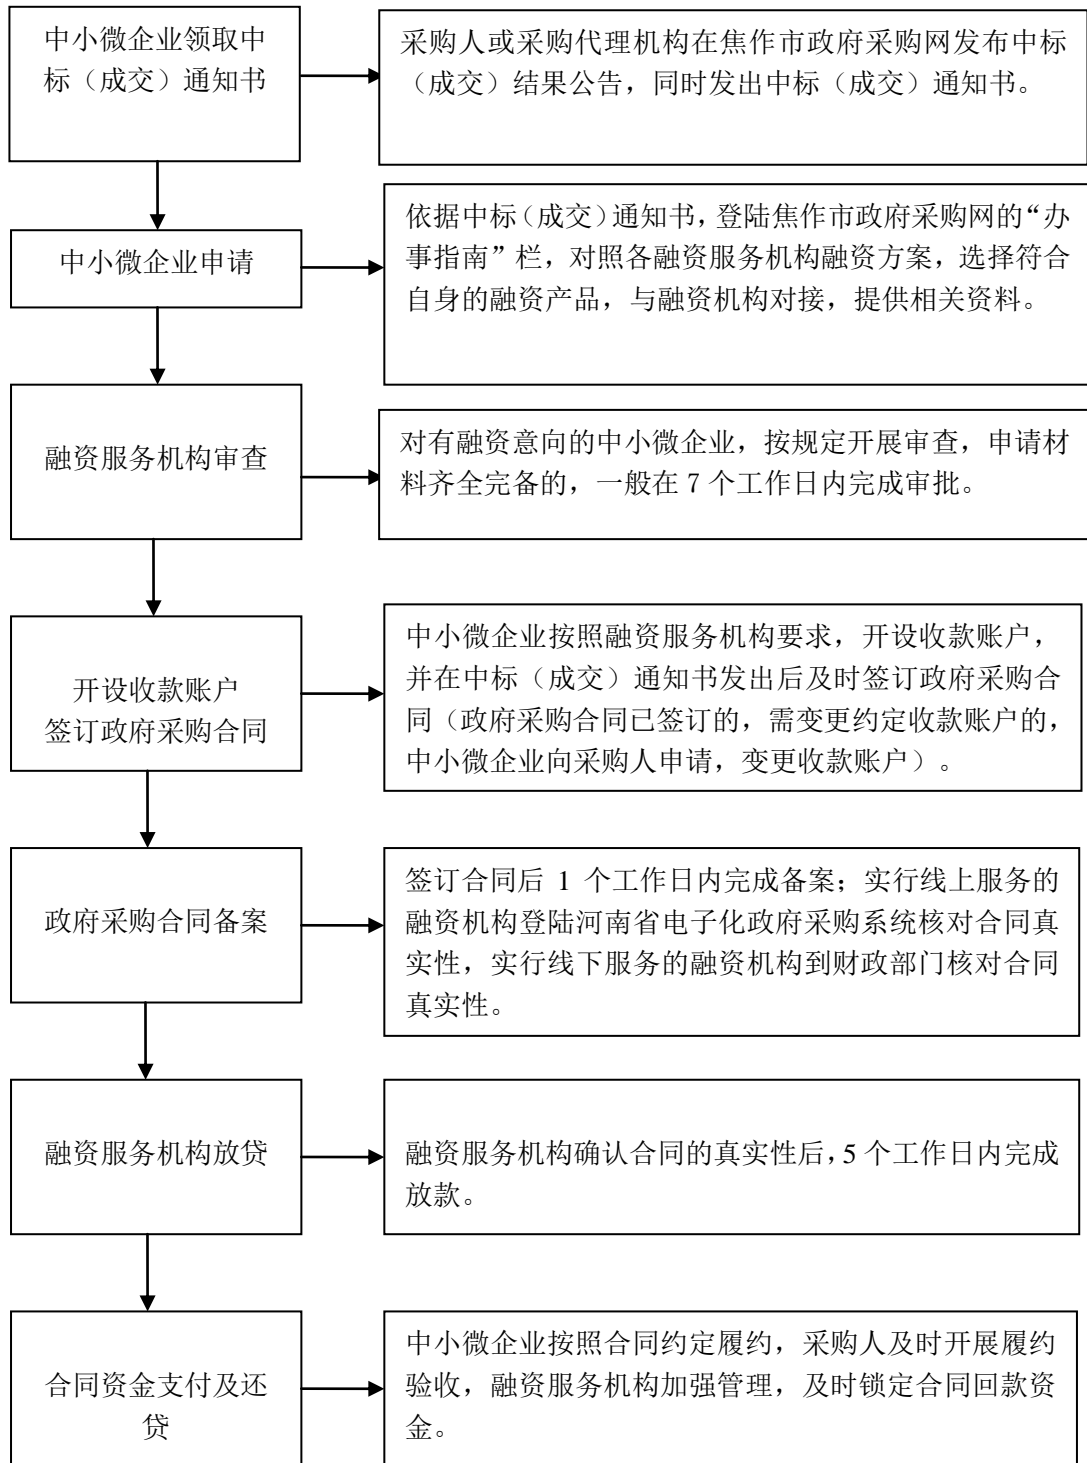 中小微企业领取中
标（成交）通知书
采购人或采购代理机构在焦作市政府采购网发布中标
（成交）结果公告，同时发出中标（成交）通知书。
中小微企业申请
依据中标（成交）通知书，登陆焦作市政府采购网的“办
事指南”栏，对照各融资服务机构融资方案，选择符合
自身的融资产品，与融资机构对接，提供相关资料。
融资服务机构审查
对有融资意向的中小微企业，按规定开展审查，申请材
料齐全完备的，一般在 7 个工作日内完成审批。
开设收款账户
签订政府采购合同
中小微企业按照融资服务机构要求，开设收款账户，
并在中标（成交）通知书发出后及时签订政府采购合
同（政府采购合同已签订的，需变更约定收款账户的，
中小微企业向采购人申请，变更收款账户）。
政府采购合同备案
签订合同后 1 个工作日内完成备案；实行线上服务的
融资机构登陆河南省电子化政府采购系统核对合同真
实性，实行线下服务的融资机构到财政部门核对合同
真实性。
融资服务机构放贷
融资服务机构确认合同的真实性后，5 个工作日内完成
放款。
合同资金支付及还
贷
中小微企业按照合同约定履约，采购人及时开展履约
验收，融资服务机构加强管理，及时锁定合同回款资
金。